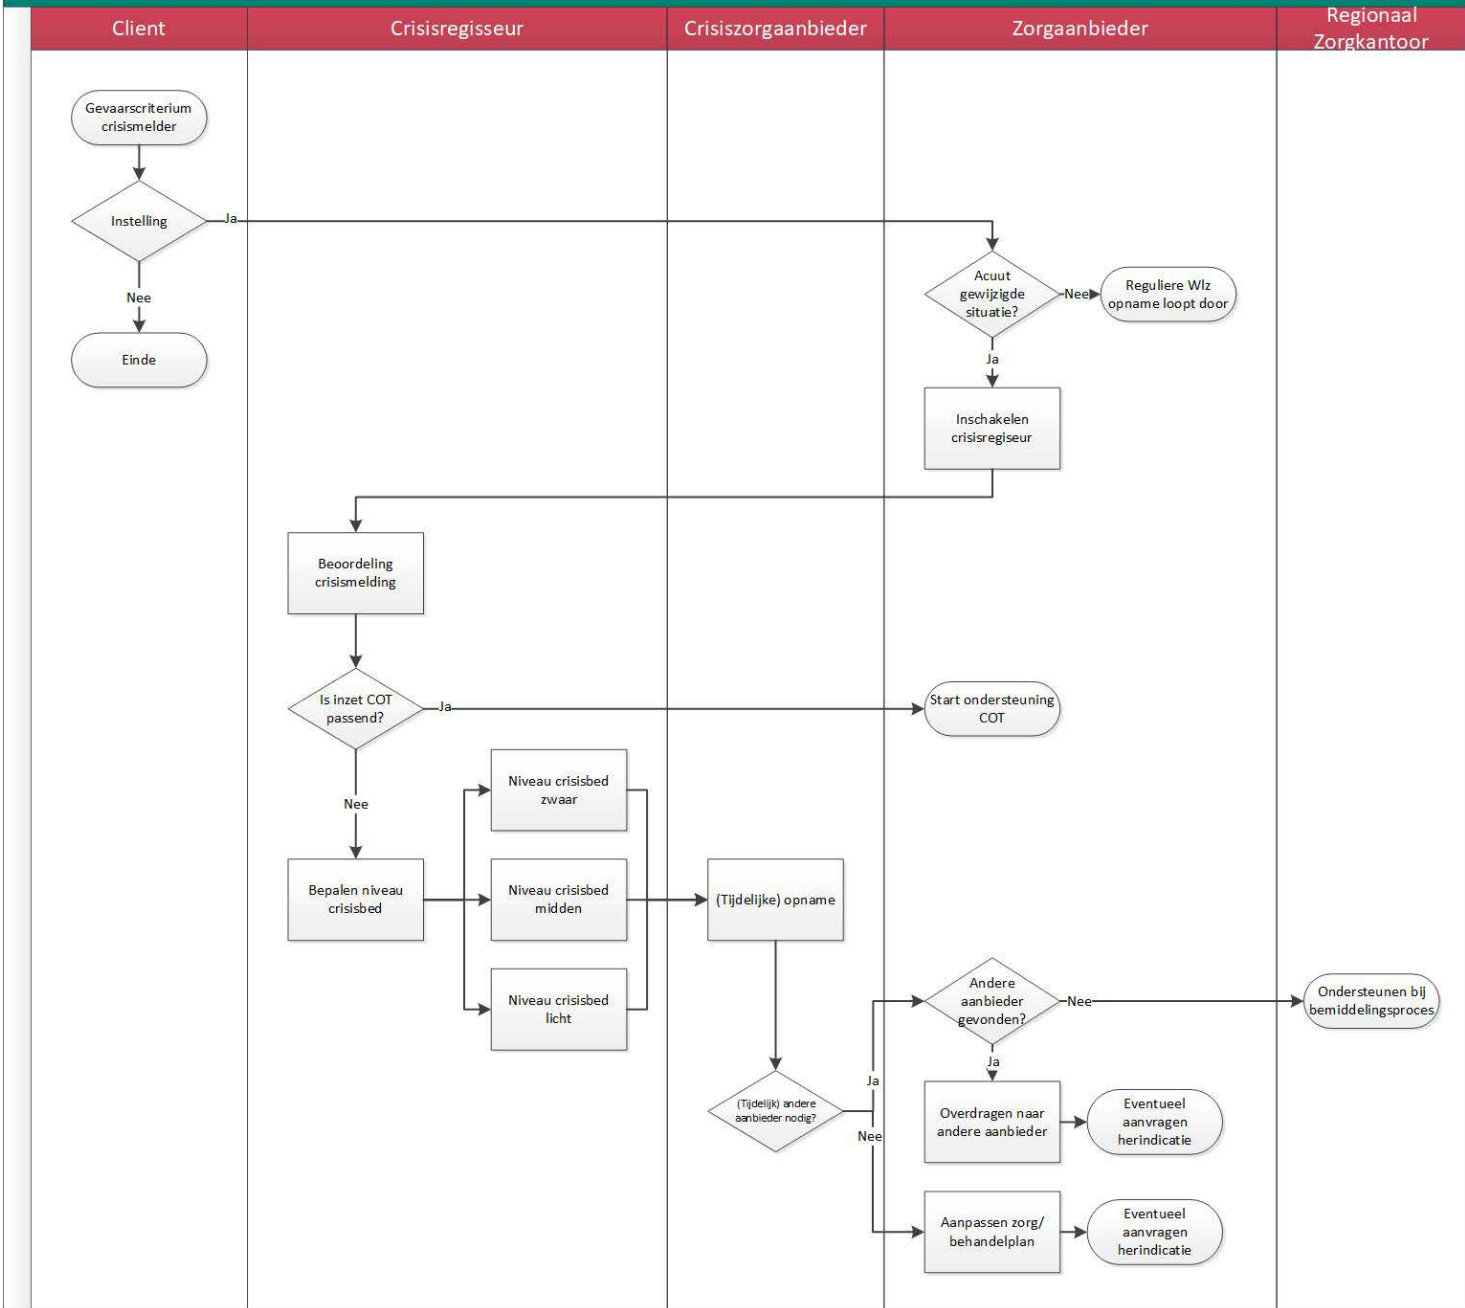 Client
Crisisregisseur
Crisiszorgaanbieder
Zorgaanbieder
Regionaal
Zorgkantoor
Gevaarscriterium
crisismelder
Instelling
Ja
Nee
Einde
Acuut
gewijzigde
situatie?
Nee
Reguliere Wlz
opname loopt door
Ja
Inschakelen
crisisregiseur
Beoordeling
crisismelding
Is inzet COT
passend?
Ja
Start ondersteuning
COT
Nee
Niveau crisisbed
zwaar
Bepalen niveau
crisisbed
Niveau crisisbed
midden
(Tijdelijke) opname
Niveau crisisbed
licht
Andere
aanbieder
gevonden?
Nee
Ondersteunen bij
bemiddelingsproces
Ja
(Tijdelijk) andere
aanbieder nodig?
Ja
Nee
Overdragen naar
andere aanbieder
Eventueel
aanvragen
herindicatie
Aanpassen zorg/
behandelplan
Eventueel
aanvragen
herindicatie